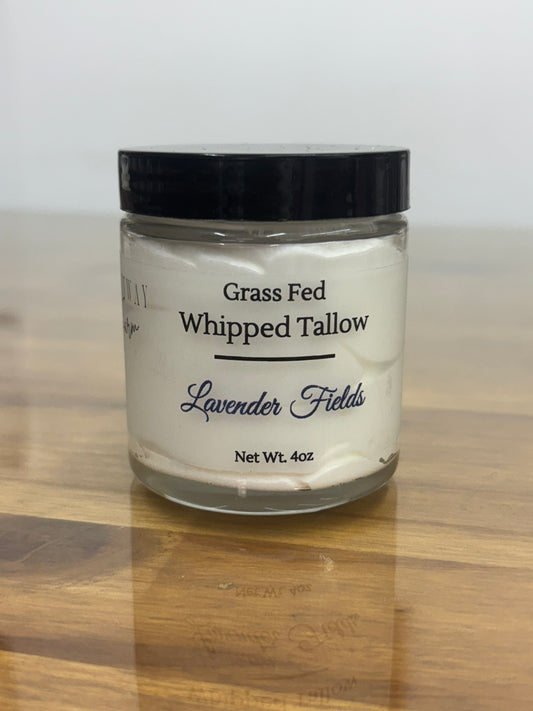 Grass Fed
Whipped Tallow
Lavender Fields
Net Wt. 4oz